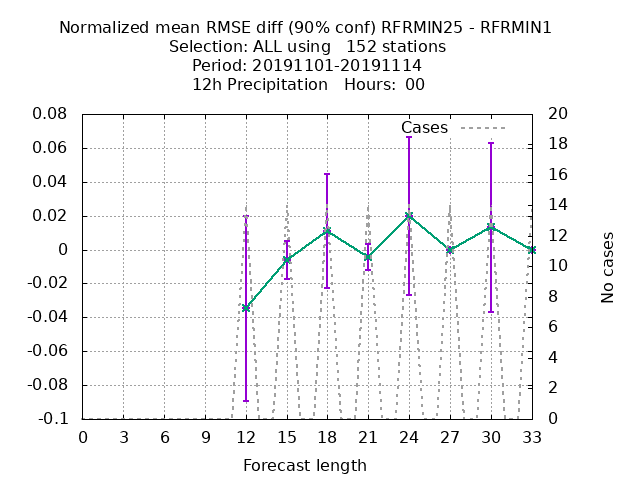 Normalized mean RMSE diff (90% conf) RFRMIN25 - RFRMIN1
Selection: ALL using   152 stations
Period: 20191101-20191114
12h Precipitation   Hours:  00
Cases
0.08
0.06
0.04
0.02
0
-0.02
-0.04
-0.06
-0.08
-0.1
20
18
16
14
12
10
8
6
4
2
0
No cases
0 3 6 9 12 15 18 21 24 27 30 33
Forecast length